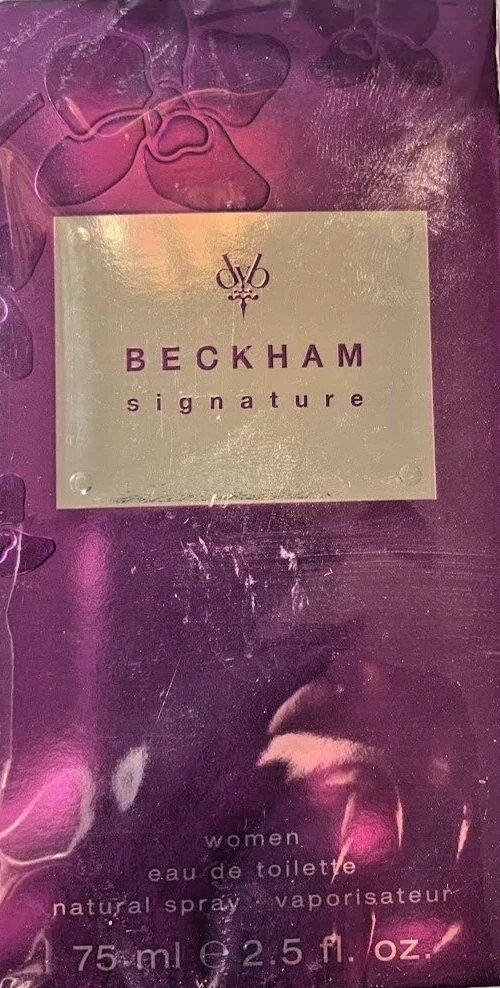 dVb
BECKHAM
signature
women
eau de toilette
natural spray · vaporisateur
75 ml ℮ 2.5 fl. oz.